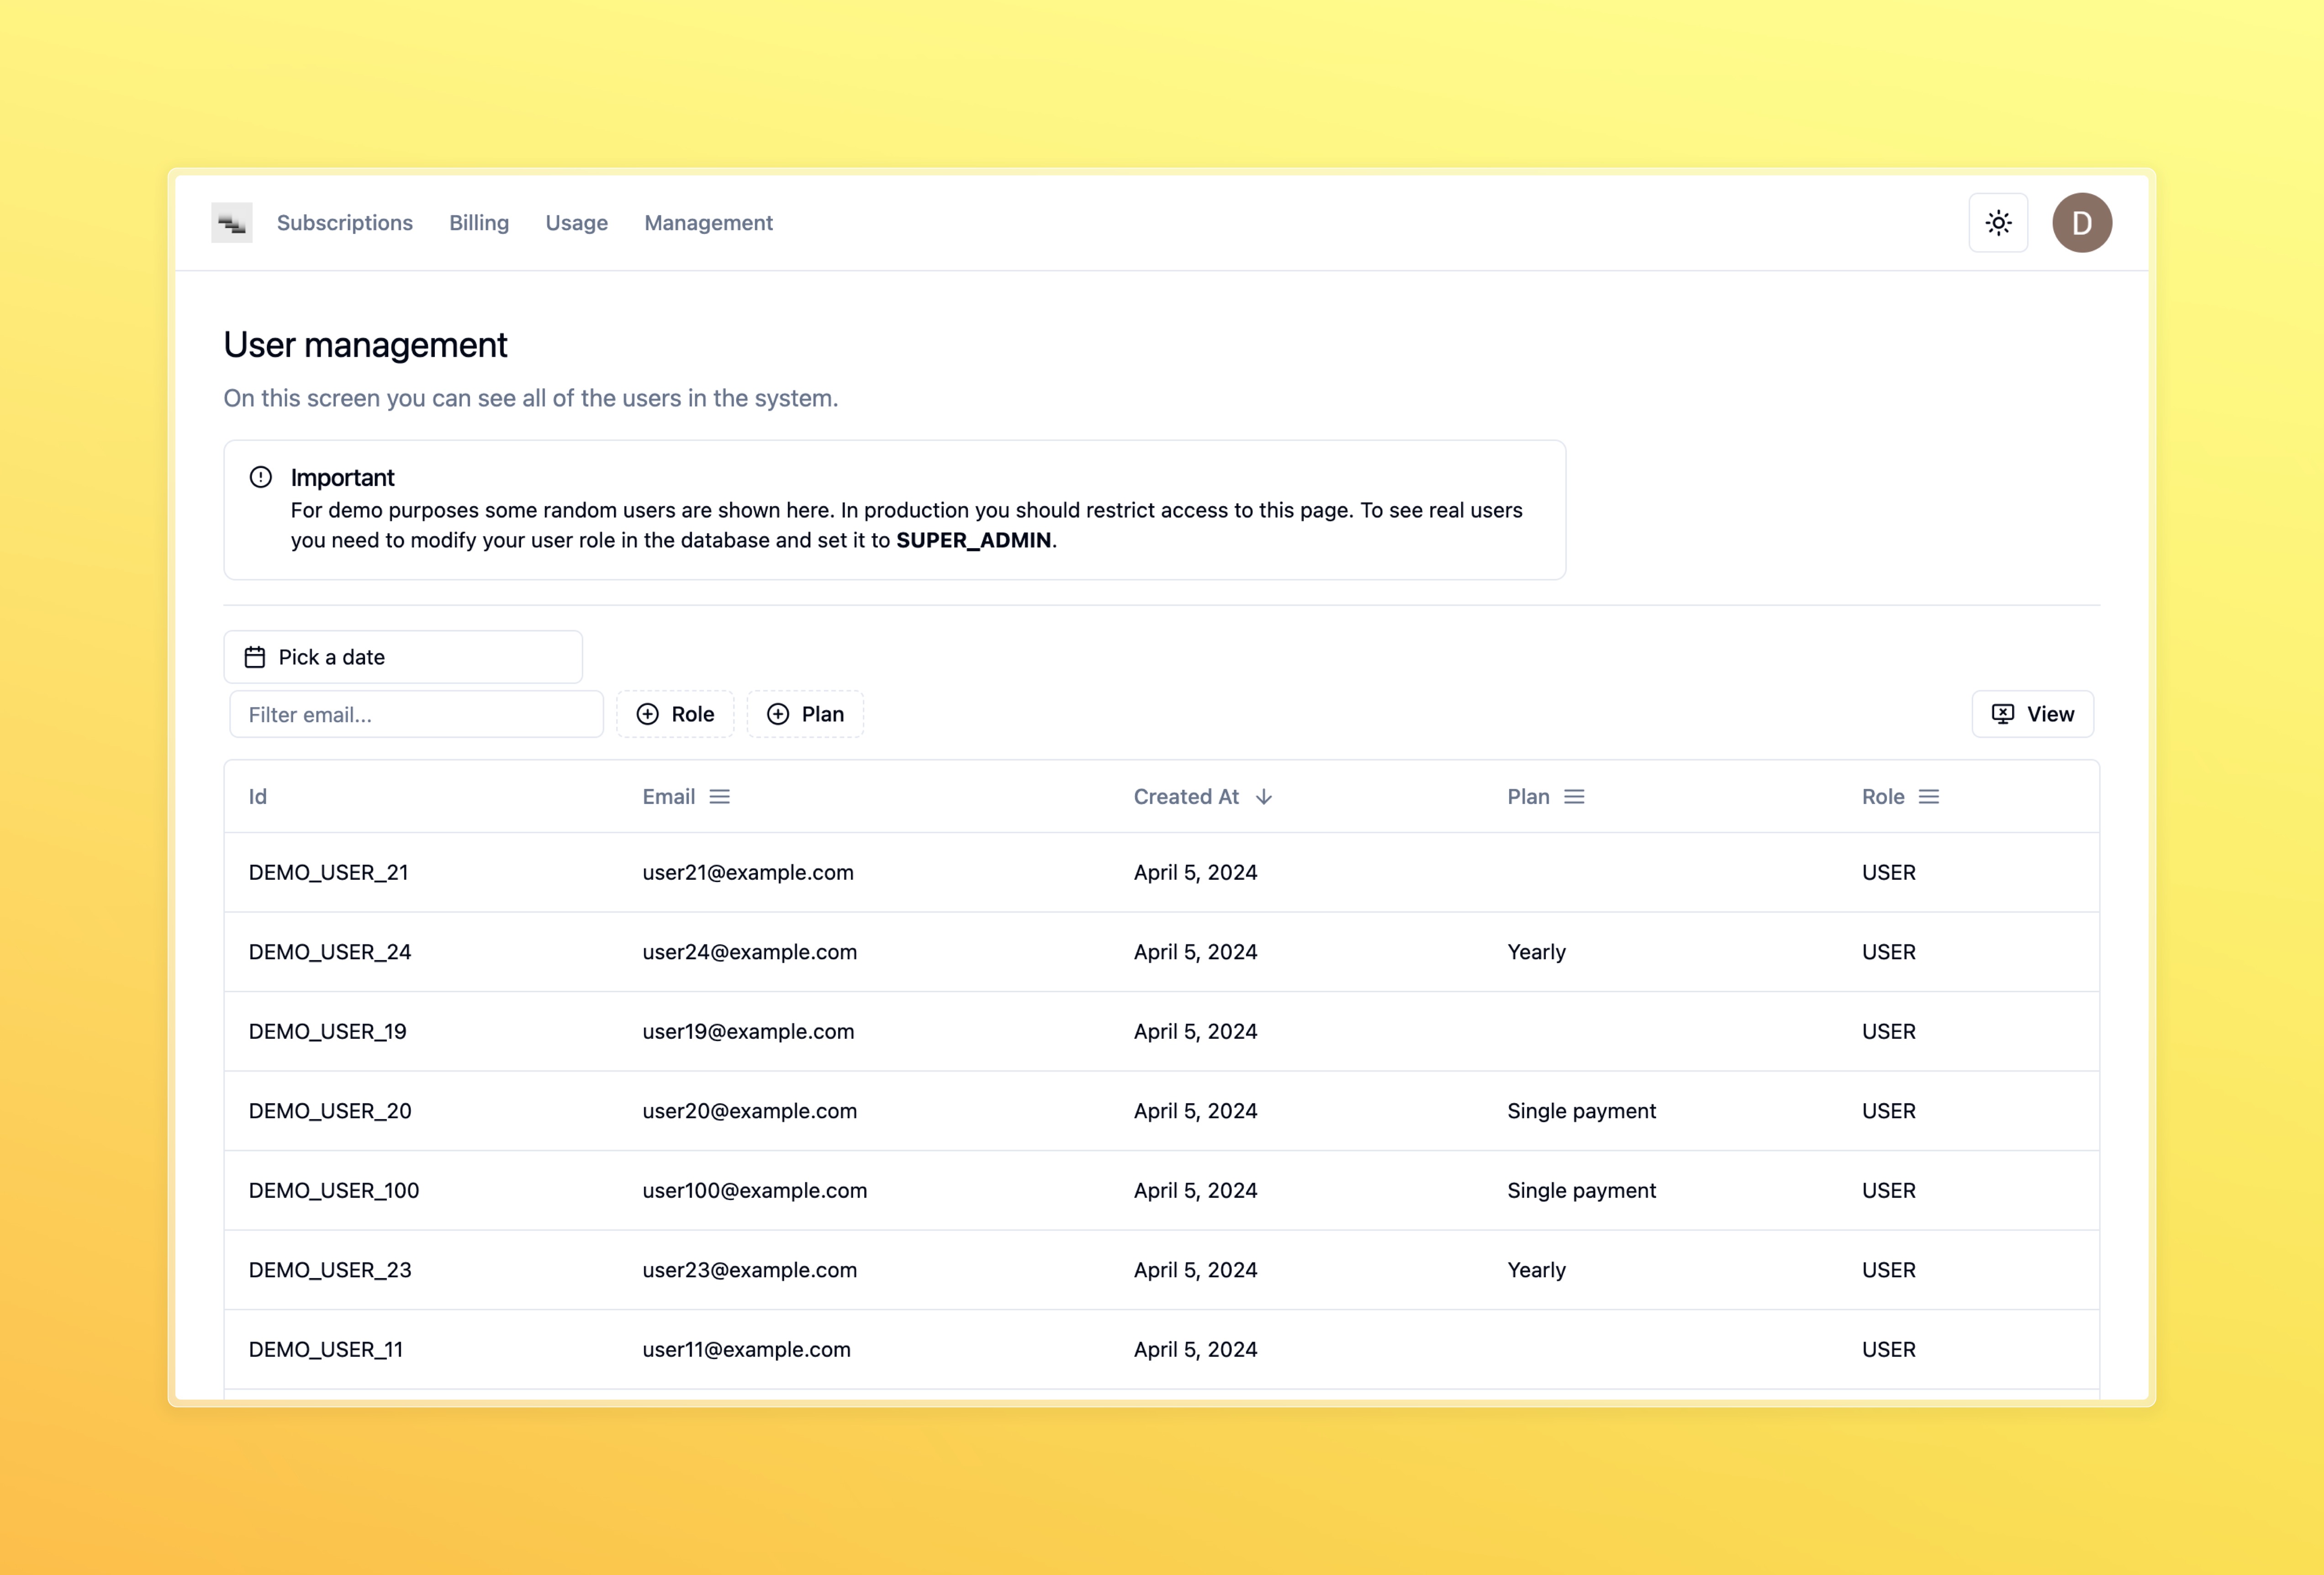 Subscriptions Billing Usage Management D
User management
On this screen you can see all of the users in the system.
Important
For demo purposes some random users are shown here. In production you should restrict access to this page. To see real users
you need to modify your user role in the database and set it to SUPER_ADMIN.
Pick a date
Filter email... Role Plan View
Id Email Created At Plan Role
DEMO_USER_21 user21@example.com April 5, 2024 USER
DEMO_USER_24 user24@example.com April 5, 2024 Yearly USER
DEMO_USER_19 user19@example.com April 5, 2024 USER
DEMO_USER_20 user20@example.com April 5, 2024 Single payment USER
DEMO_USER_100 user100@example.com April 5, 2024 Single payment USER
DEMO_USER_23 user23@example.com April 5, 2024 Yearly USER
DEMO_USER_11 user11@example.com April 5, 2024 USER